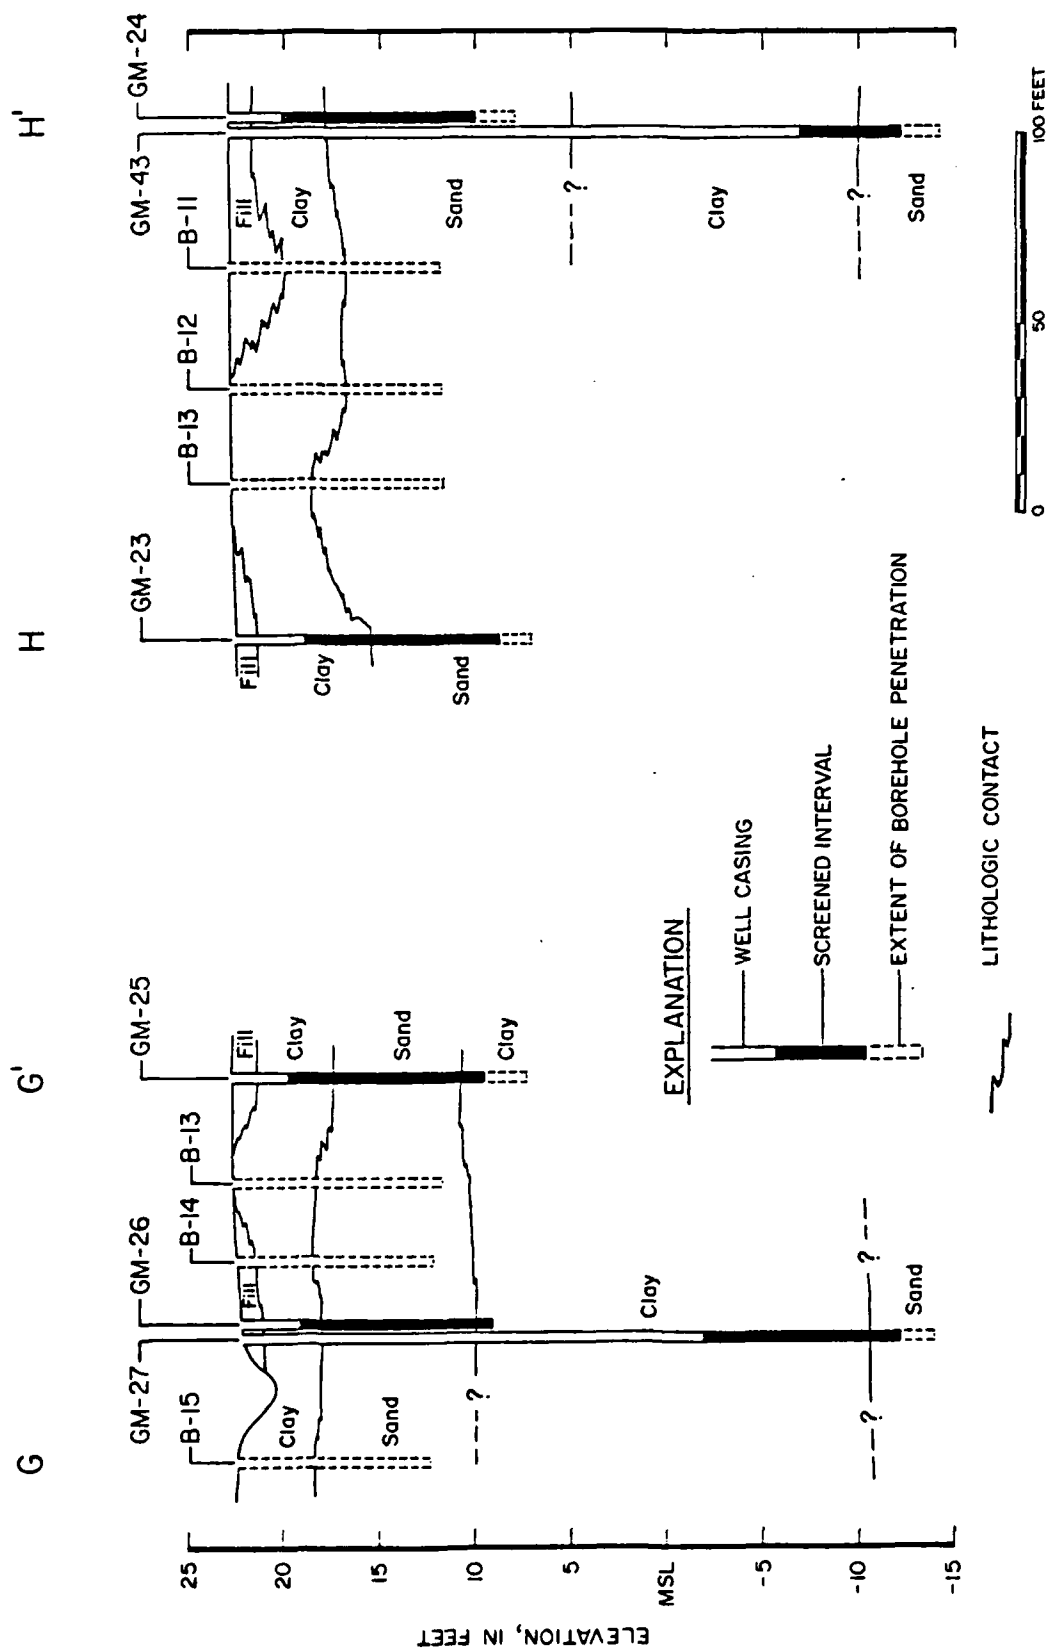 G
G'
H
H'
B-15
GM-27
GM-26
B-14
B-13
GM-25
GM-23
B-13
B-12
B-11
GM-43
GM-24
ELEVATION, IN FEET
25
20
15
10
5
MSL
-5
-10
-15
Clay
Sand
?
?
Fill
Clay
?
Sand
Fill
Clay
Sand
Clay
Fill
Clay
Sand
Fill
Clay
Sand
?
Clay
?
Sand
EXPLANATION
WELL CASING
SCREENED INTERVAL
EXTENT OF BOREHOLE PENETRATION
LITHOLOGIC CONTACT
0
50
100 FEET